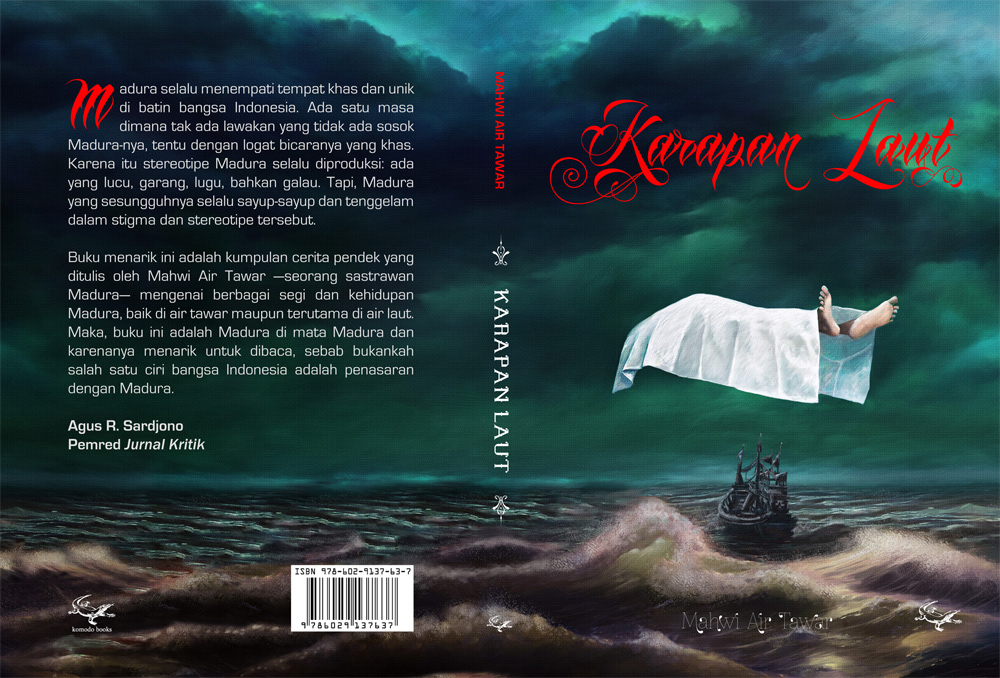 Madura selalu menempati tempat khas dan unik
di batin bangsa Indonesia. Ada satu masa
dimana tak ada lawakan yang tidak ada sosok
Madura-nya, tentu dengan logat bicaranya yang khas.
Karena itu stereotipe Madura selalu diproduksi: ada
yang lucu, garang, lugu, bahkan galau. Tapi, Madura
yang sesungguhnya selalu sayup-sayup dan tenggelam
dalam stigma dan stereotipe tersebut.
Buku menarik ini adalah kumpulan cerita pendek yang
ditulis oleh Mahwi Air Tawar —seorang sastrawan
Madura— mengenai berbagai segi dan kehidupan
Madura, baik di air tawar maupun terutama di air laut.
Maka, buku ini adalah Madura di mata Madura dan
karenanya menarik untuk dibaca, sebab bukankah
salah satu ciri bangsa Indonesia adalah penasaran
dengan Madura.
Agus R. Sardjono
Pemred Jurnal Kritik
komodo books
ISBN 978-602-9137-63-7
9 786029 137637
MAHWI AIR TAWAR
KARAPAN LAUT
Karapan Laut
Mahwi Air Tawar